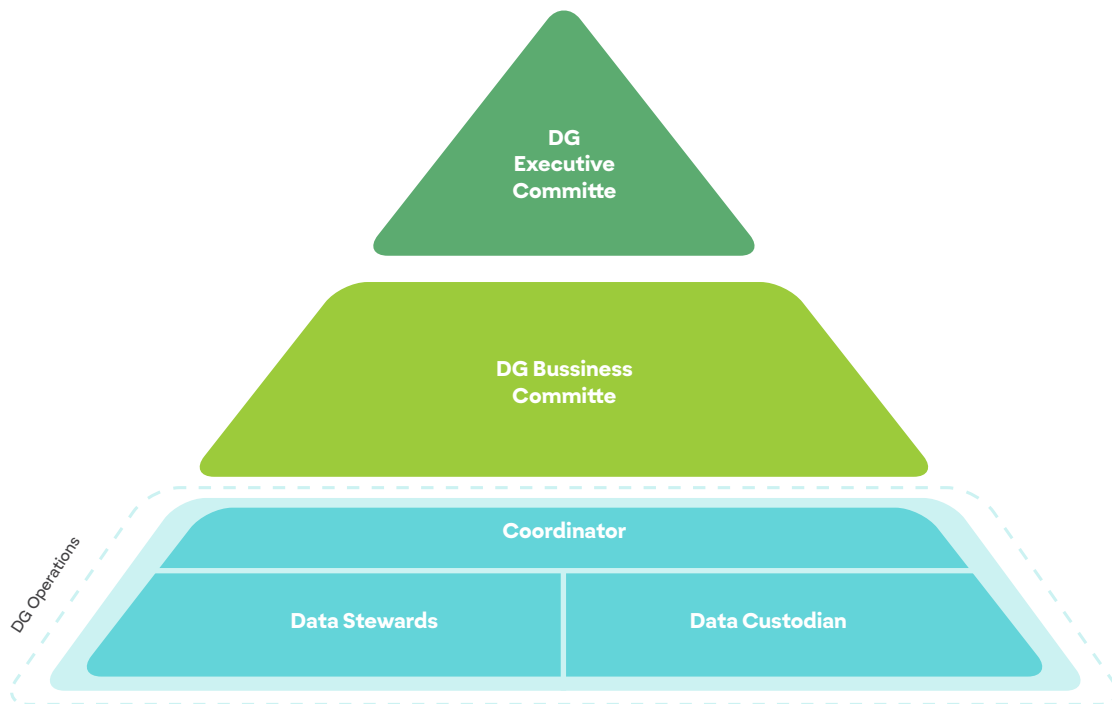 DG
Executive
Committe
DG Bussiness
Committe
DG Operations
Coordinator
Data Stewards
Data Custodian